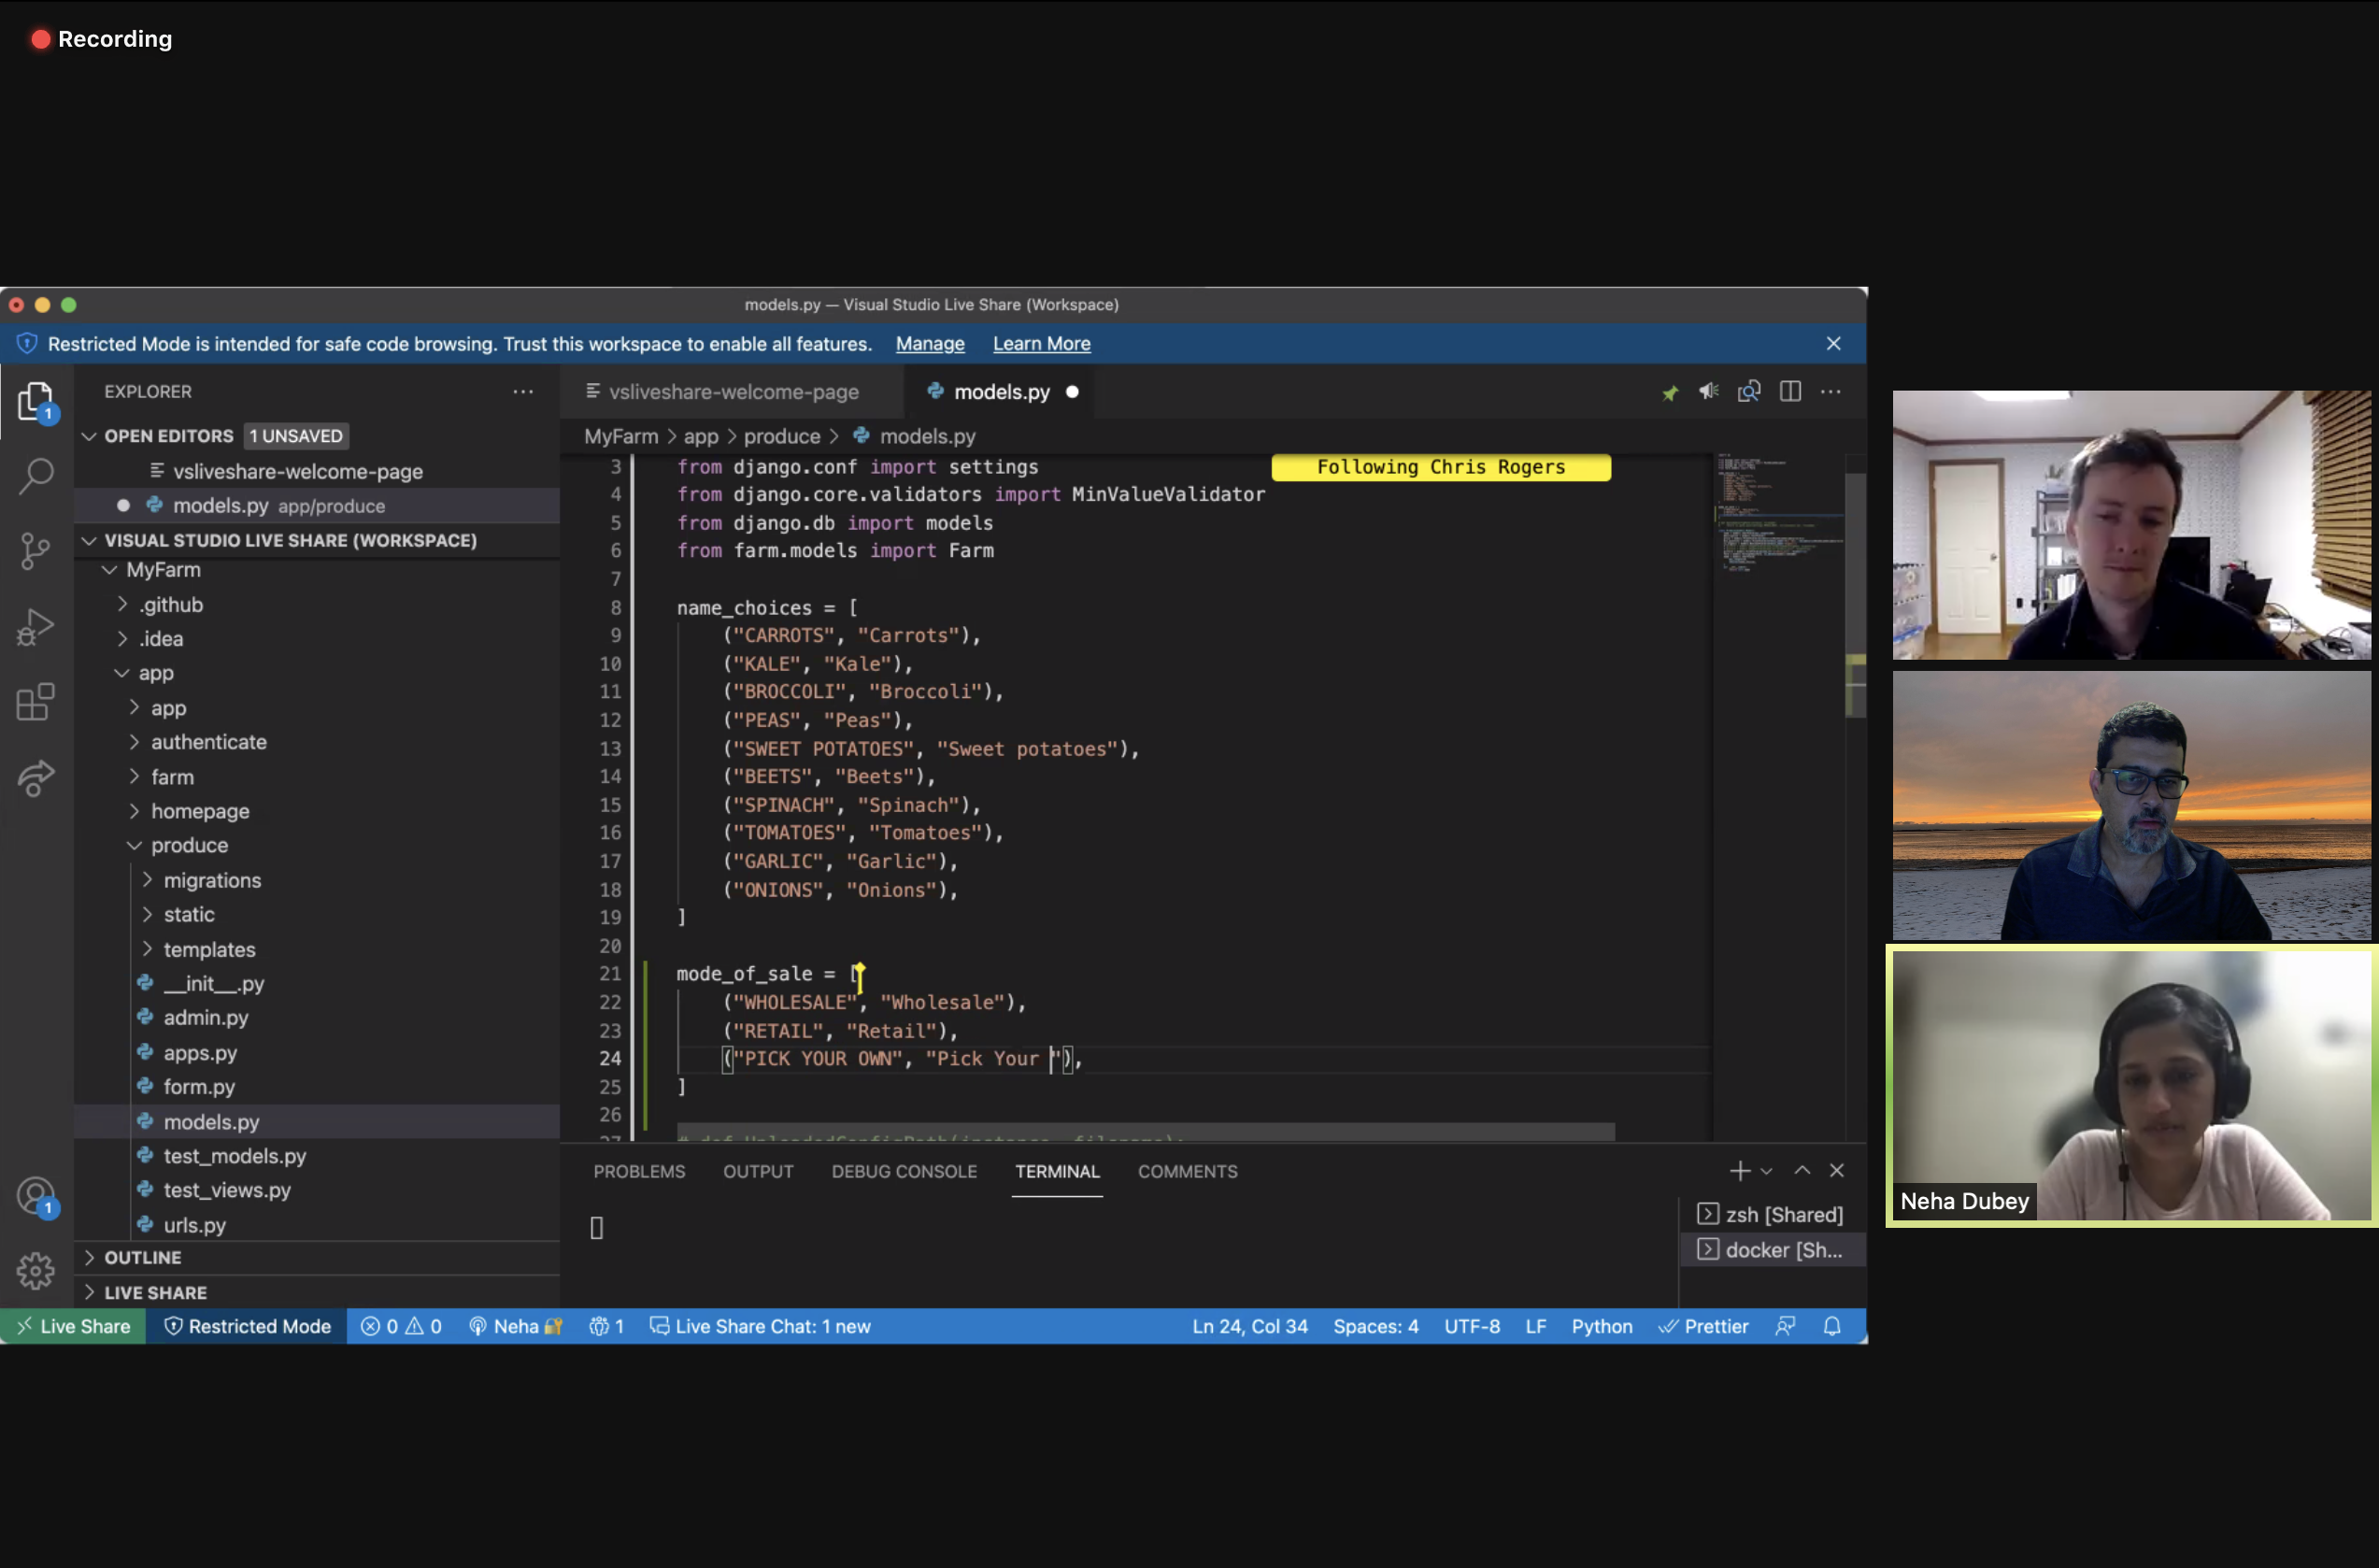 Recording
models.py — Visual Studio Live Share (Workspace)
Restricted Mode is intended for safe code browsing. Trust this workspace to enable all features. Manage Learn More
EXPLORER
OPEN EDITORS 1 UNSAVED
vsliveshare-welcome-page
models.py app/produce
VISUAL STUDIO LIVE SHARE (WORKSPACE)
MyFarm
.github
.idea
app
app
authenticate
farm
homepage
produce
migrations
static
templates
__init__.py
admin.py
apps.py
form.py
models.py
test_models.py
test_views.py
urls.py
OUTLINE
LIVE SHARE
1
1
vsliveshare-welcome-page models.py
MyFarm > app > produce > models.py
Following Chris Rogers
3 from django.conf import settings
4 from django.core.validators import MinValueValidator
5 from django.db import models
6 from farm.models import Farm
7
8 name_choices = [
9 ("CARROTS", "Carrots"),
10 ("KALE", "Kale"),
11 ("BROCCOLI", "Broccoli"),
12 ("PEAS", "Peas"),
13 ("SWEET POTATOES", "Sweet potatoes"),
14 ("BEETS", "Beets"),
15 ("SPINACH", "Spinach"),
16 ("TOMATOES", "Tomatoes"),
17 ("GARLIC", "Garlic"),
18 ("ONIONS", "Onions"),
19 ]
20
21 mode_of_sale = [
22 ("WHOLESALE", "Wholesale"),
23 ("RETAIL", "Retail"),
24 ("PICK YOUR OWN", "Pick Your "),
25 ]
26
27 # def UploadedConfigPath(instance, filename):
PROBLEMS OUTPUT DEBUG CONSOLE TERMINAL COMMENTS
zsh [Shared]
docker [Sh...
Live Share Restricted Mode 0 0 Neha 1 Live Share Chat: 1 new Ln 24, Col 34 Spaces: 4 UTF-8 LF Python Prettier
Neha Dubey